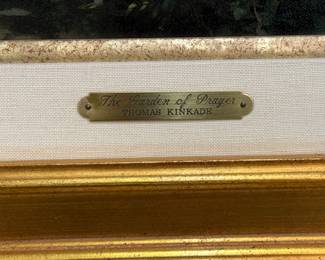 The Garden of Prayer
THOMAS KINKADE